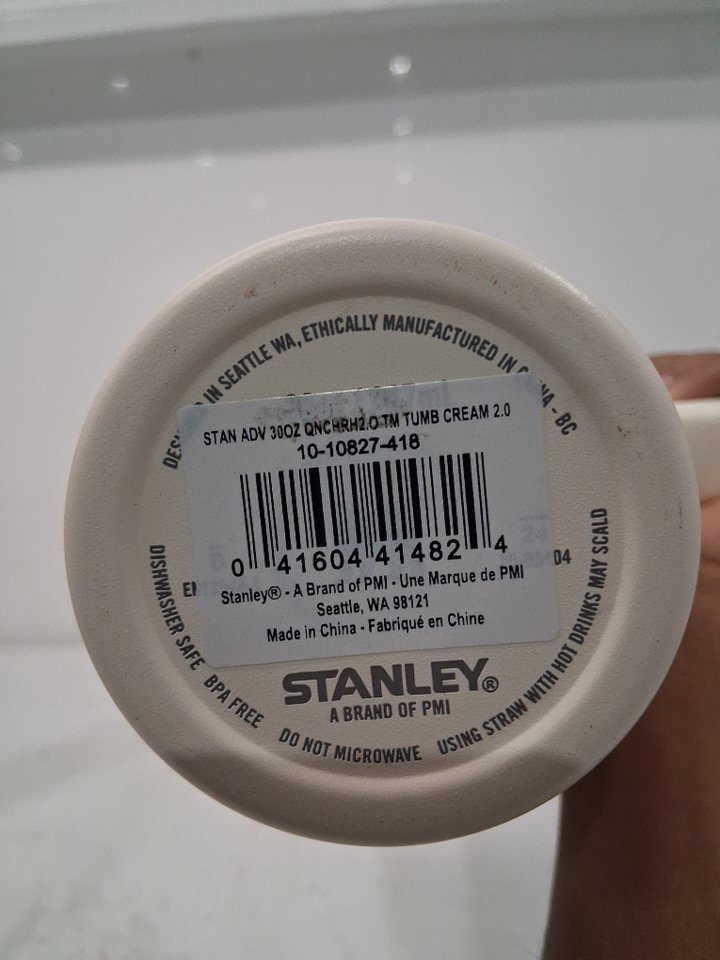 IN SEATTLE WA, ETHICALLY MANUFACTURED IN
- BC
STAN ADV 30OZ QNCHRH2.O TM TUMB CREAM 2.0
10-10827-418
0 41604 41482 4
Stanley® - A Brand of PMI - Une Marque de PMI
Seattle, WA 98121
Made in China - Fabriqué en Chine
STANLEY®
A BRAND OF PMI
DISHWASHER SAFE BPA FREE DO NOT MICROWAVE USING STRAW WITH HOT DRINKS MAY SCALD